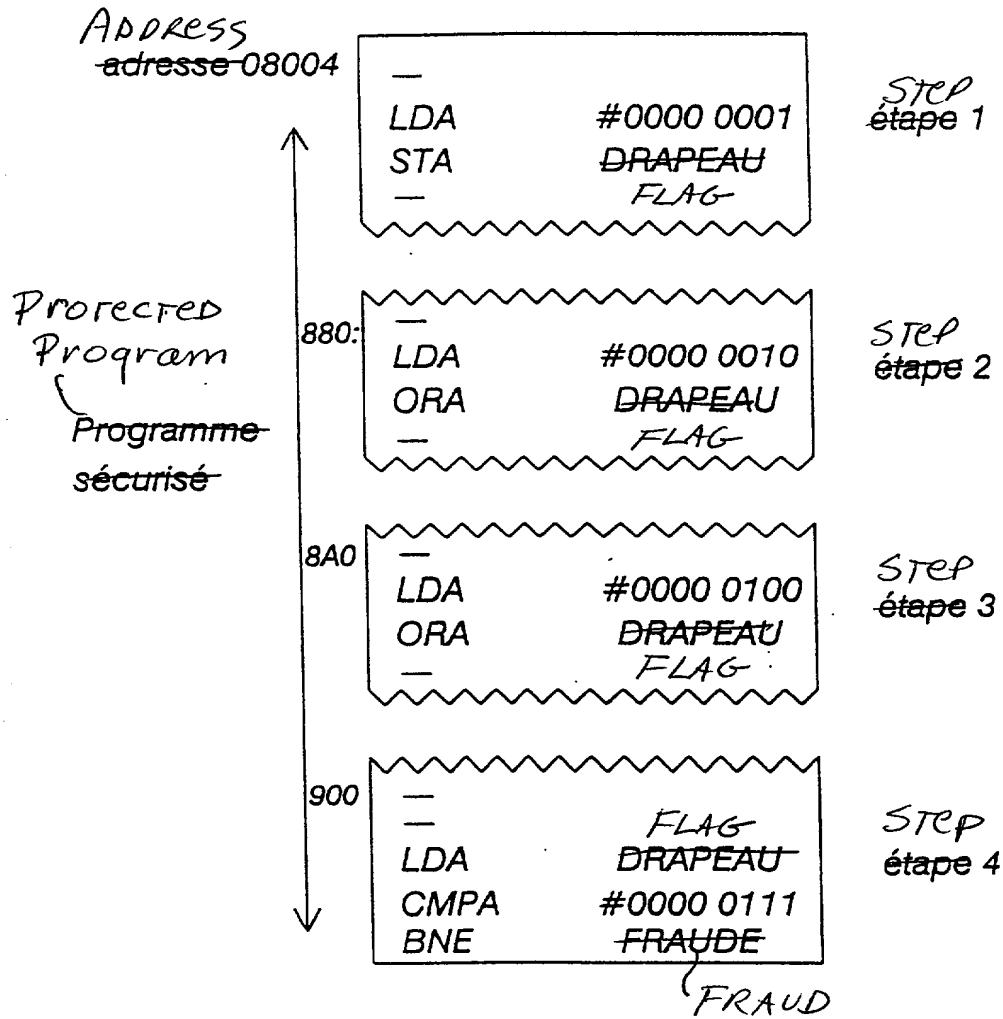 ADDRESS
adresse 08004
—
LDA #0000 0001
STA DRAPEAU
— FLAG
STEP
étape 1
Protected
Program
Programme
sécurisé
880:
—
LDA #0000 0010
ORA DRAPEAU
— FLAG
STEP
étape 2
8A0
—
LDA #0000 0100
ORA DRAPEAU
— FLAG
STEP
étape 3
900
—
— FLAG
LDA DRAPEAU
CMPA #0000 0111
BNE FRAUDE
FRAUD
STEP
étape 4